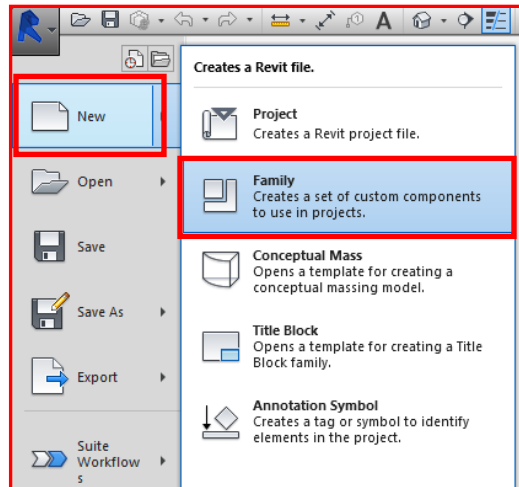 Creates a Revit file.
New
Project
Creates a Revit project file.
Open
Family
Creates a set of custom components
to use in projects.
Save
Conceptual Mass
Opens a template for creating a
conceptual massing model.
Save As
Title Block
Opens a template for creating a Title
Block family.
Export
Annotation Symbol
Creates a tag or symbol to identify
elements in the project.
Suite
Workflow
s